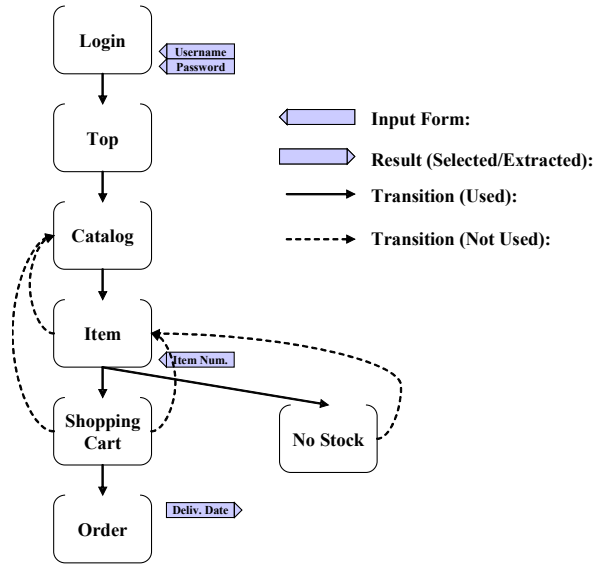 Login
Username
Password
Top
Input Form:
Result (Selected/Extracted):
Transition (Used):
Transition (Not Used):
Catalog
Item
Item Num.
Shopping
Cart
No Stock
Order
Deliv. Date